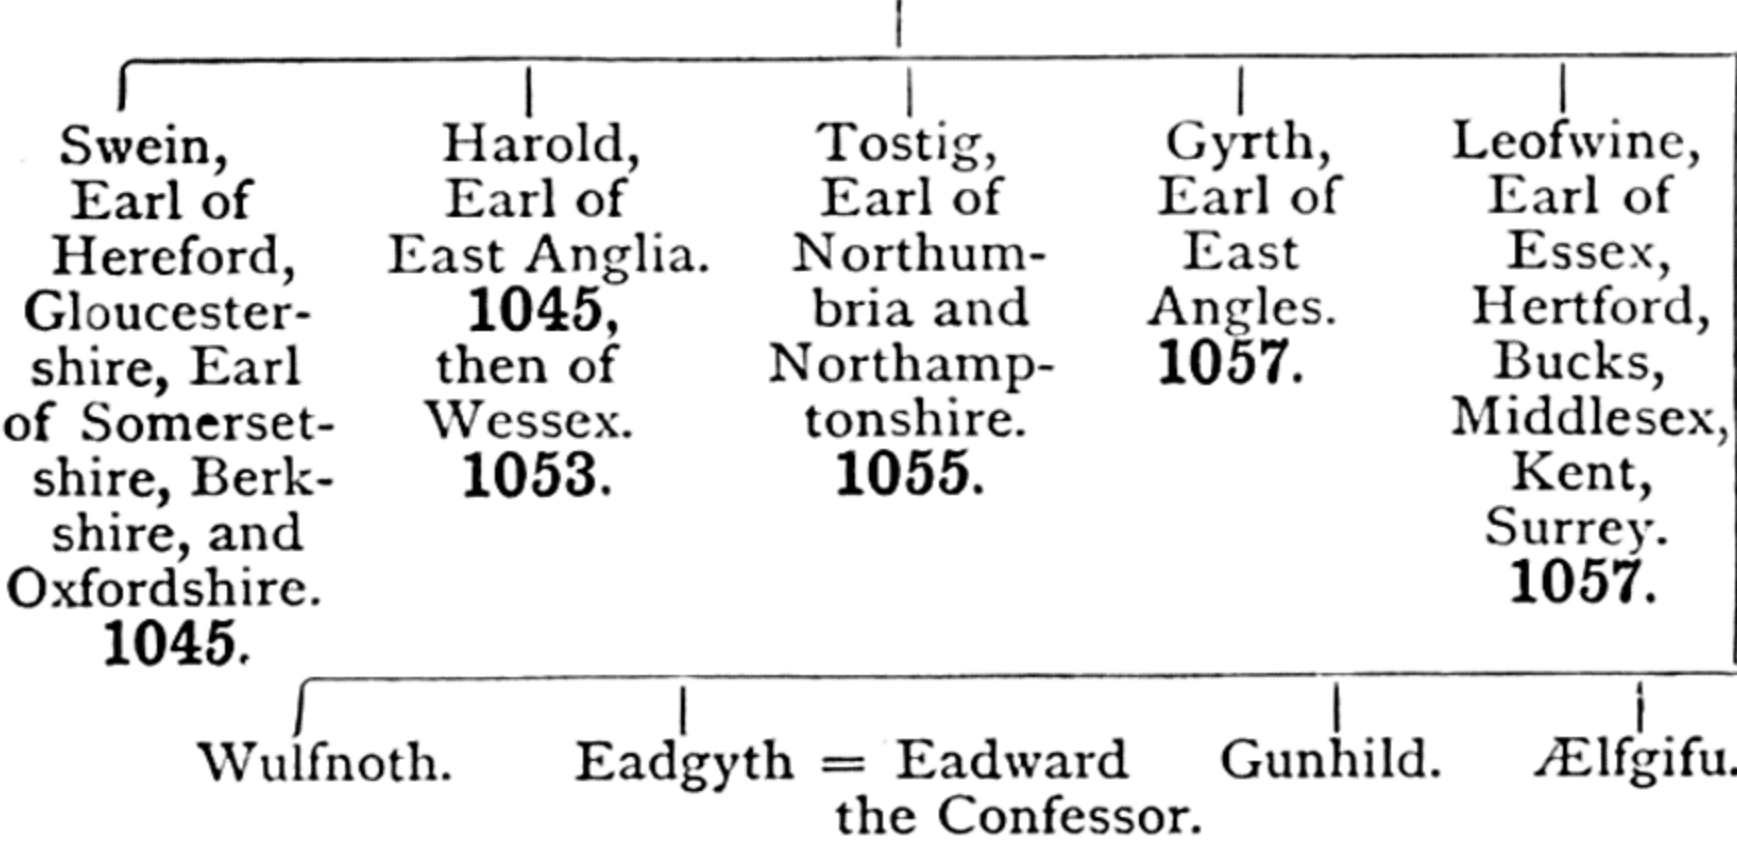 Swein,
Earl of
Hereford,
Gloucester-
shire, Earl
of Somerset-
shire, Berk-
shire, and
Oxfordshire.
1045.
Harold,
Earl of
East Anglia.
1045,
then of
Wessex.
1053.
Tostig,
Earl of
Northum-
bria and
Northamp-
tonshire.
1055.
Gyrth,
Earl of
East
Angles.
1057.
Leofwine,
Earl of
Essex,
Hertford,
Bucks,
Middlesex,
Kent,
Surrey.
1057.
Wulfnoth.
Eadgyth = Eadward
the Confessor.
Gunhild.
Ælfgifu.